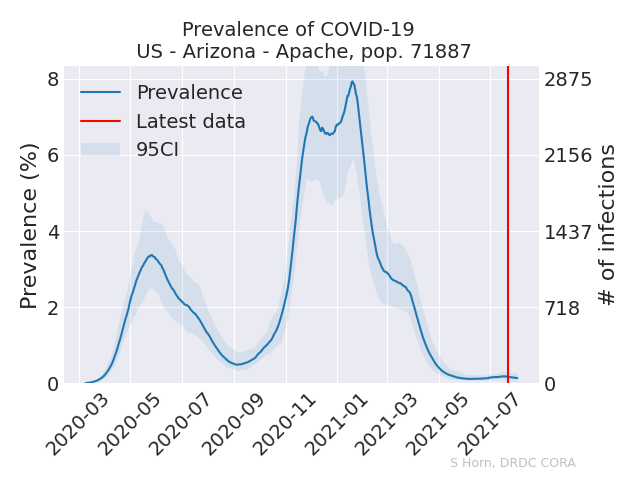 Prevalence of COVID-19
US - Arizona - Apache, pop. 71887
Prevalence
Latest data
95CI
Prevalence (%)
8
6
4
2
0
2875
2156
1437
718
0
# of infections
2020-03
2020-05
2020-07
2020-09
2020-11
2021-01
2021-03
2021-05
2021-07
S Horn, DRDC CORA